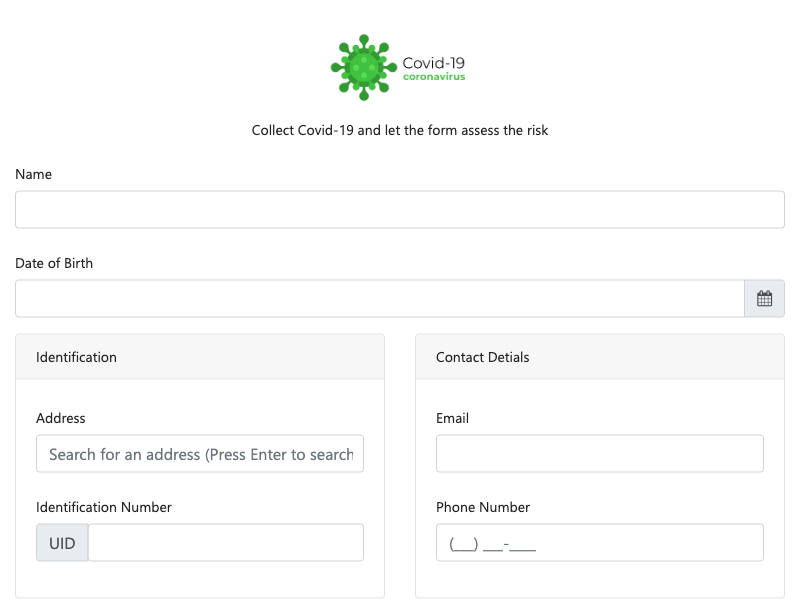 Covid-19
coronavirus
Collect Covid-19 and let the form assess the risk
Name
Date of Birth
Identification
Address
Search for an address (Press Enter to search
Identification Number
UID
Contact Detials
Email
Phone Number
(___) ___-____